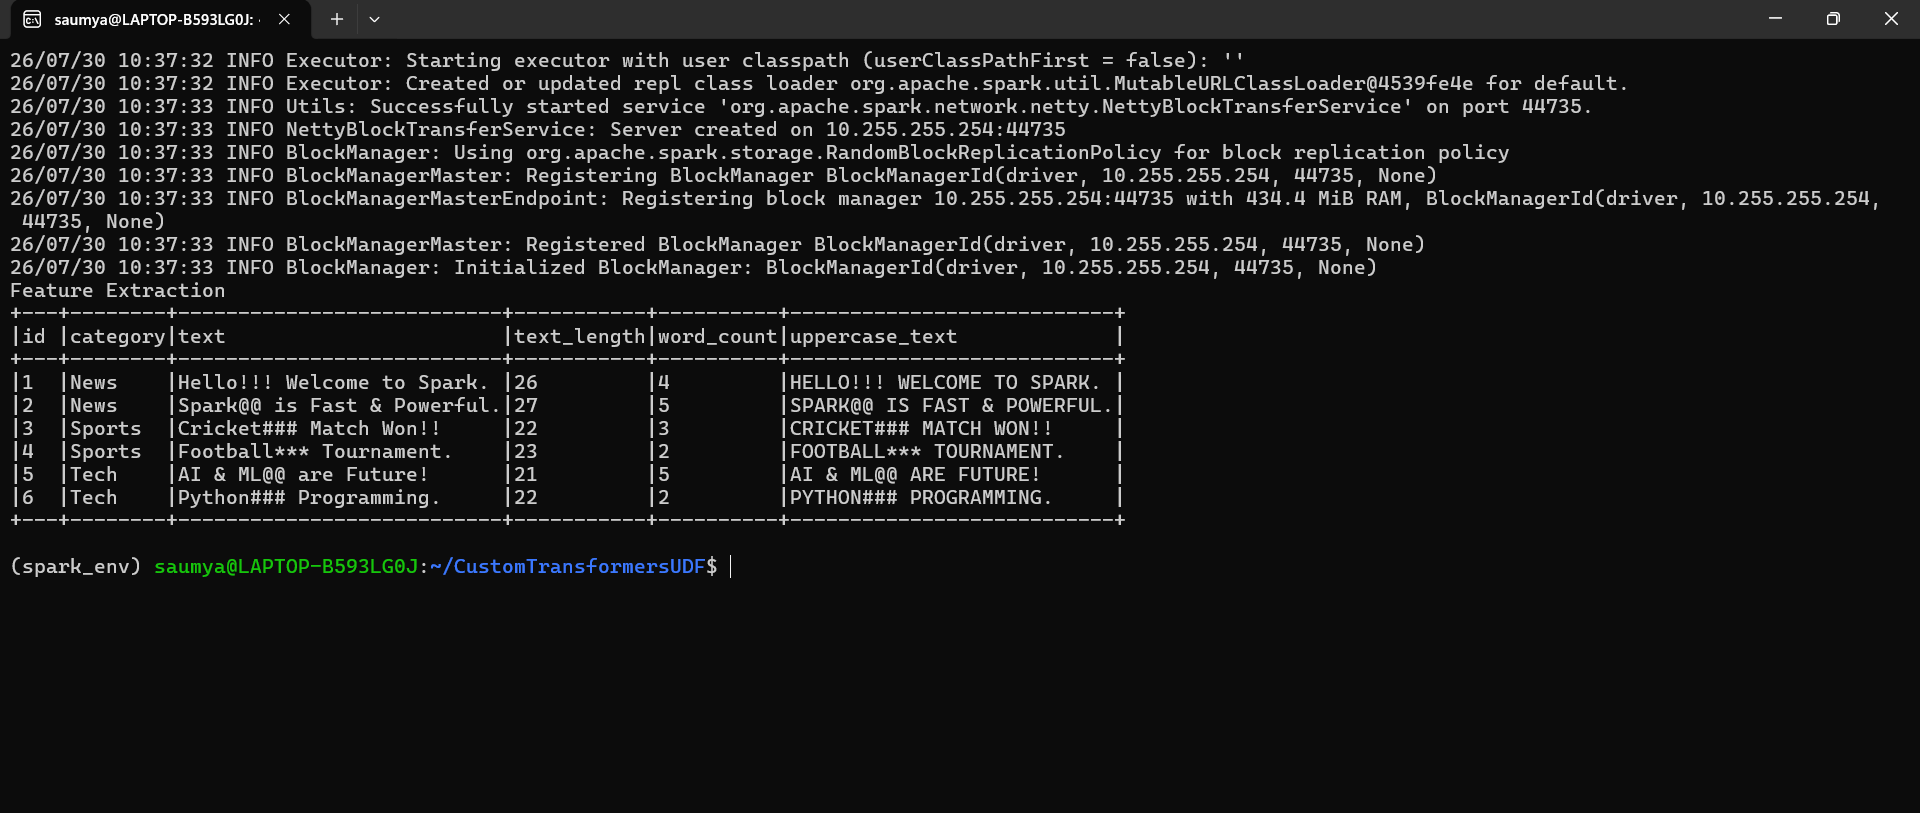 saumya@LAPTOP-B593LG0J: ·
26/07/30 10:37:32 INFO Executor: Starting executor with user classpath (userClassPathFirst = false): ''
26/07/30 10:37:32 INFO Executor: Created or updated repl class loader org.apache.spark.util.MutableURLClassLoader@4539fe4e for default.
26/07/30 10:37:33 INFO Utils: Successfully started service 'org.apache.spark.network.netty.NettyBlockTransferService' on port 44735.
26/07/30 10:37:33 INFO NettyBlockTransferService: Server created on 10.255.255.254:44735
26/07/30 10:37:33 INFO BlockManager: Using org.apache.spark.storage.RandomBlockReplicationPolicy for block replication policy
26/07/30 10:37:33 INFO BlockManagerMaster: Registering BlockManager BlockManagerId(driver, 10.255.255.254, 44735, None)
26/07/30 10:37:33 INFO BlockManagerMasterEndpoint: Registering block manager 10.255.255.254:44735 with 434.4 MiB RAM, BlockManagerId(driver, 10.255.255.254,
 44735, None)
26/07/30 10:37:33 INFO BlockManagerMaster: Registered BlockManager BlockManagerId(driver, 10.255.255.254, 44735, None)
26/07/30 10:37:33 INFO BlockManager: Initialized BlockManager: BlockManagerId(driver, 10.255.255.254, 44735, None)
Feature Extraction
+---+--------+---------------------------+-----------+----------+---------------------------+
|id |category|text                       |text_length|word_count|uppercase_text             |
+---+--------+---------------------------+-----------+----------+---------------------------+
|1  |News    |Hello!!! Welcome to Spark. |26         |4         |HELLO!!! WELCOME TO SPARK. |
|2  |News    |Spark@@ is Fast & Powerful.|27         |5         |SPARK@@ IS FAST & POWERFUL.|
|3  |Sports  |Cricket### Match Won!!     |22         |3         |CRICKET### MATCH WON!!     |
|4  |Sports  |Football*** Tournament.    |23         |2         |FOOTBALL*** TOURNAMENT.    |
|5  |Tech    |AI & ML@@ are Future!      |21         |5         |AI & ML@@ ARE FUTURE!      |
|6  |Tech    |Python### Programming.     |22         |2         |PYTHON### PROGRAMMING.     |
+---+--------+---------------------------+-----------+----------+---------------------------+
(spark_env) saumya@LAPTOP-B593LG0J:~/CustomTransformersUDF$